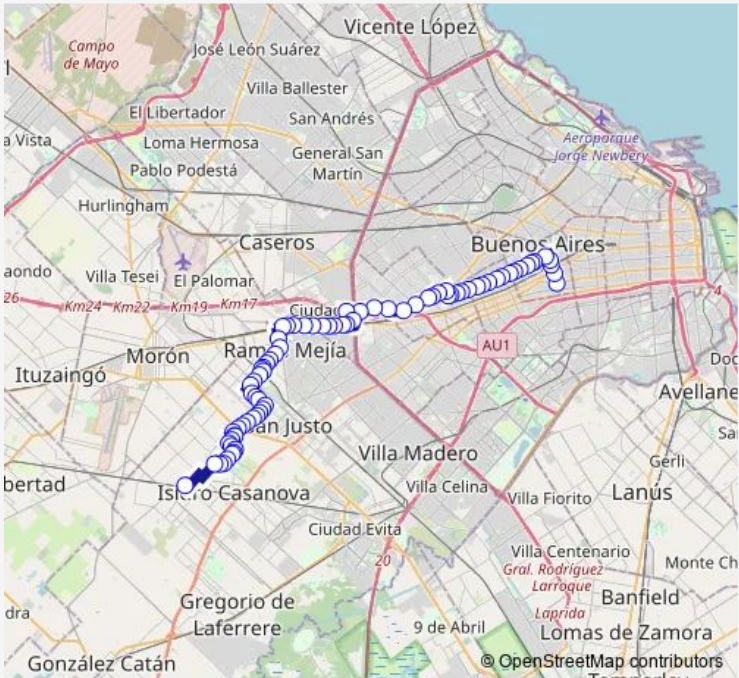 Vicente López
Campo
de Mayo
José León Suárez
Villa Ballester
El Libertador
San Andrés
Aeroparque
Jorge Newbery
a Vista
Loma Hermosa
General San
Martín
Pablo Podestá
Hurlingham
Caseros
Buenos Aires
aondo
Villa Tesei
El Palomar
26
Km24
Km22
Km19
Km17
Ciudad
4
Morón
Mejía
AU1
Ituzaingó
Avellane
San Justo
Villa Madero
Gerli
bertad
Casanova
Villa Celina
Villa Fiorito
Lanús
Ciudad Evita
Villa Centenario
20
Gral. Rodríguez
Larroque
Monte Ch
Gregorio de
Laferrere
Banfield
dra
Laprida
9 de Abril
Lomas de Zamora
González Catán
© OpenStreetMap contributors